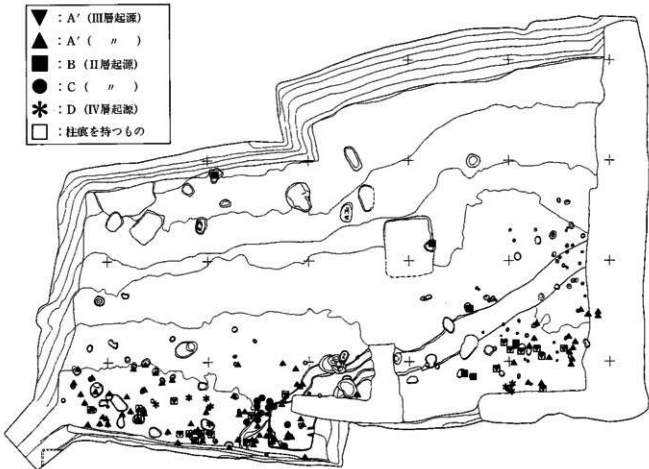 ▼ : A′ (III層起源)
▲ : A′ ( 〃 )
■ : B (II層起源)
● : C ( 〃 )
＊ : D (IV層起源)
□ : 柱痕を持つもの